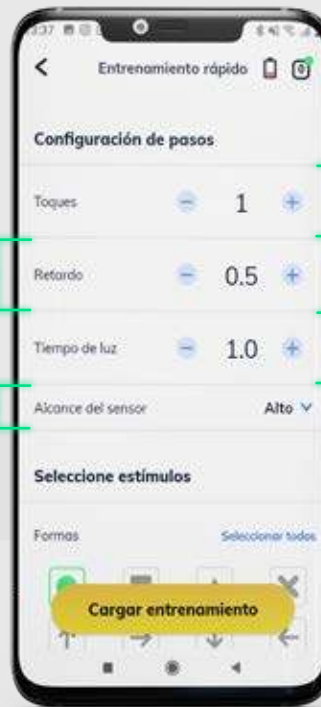 Entrenamiento rápido
Configuración de pasos
Toques
1
Retardo
0.5
Tiempo de luz
1.0
Alcance del sensor
Alto
Seleccione estímulos
Formas
Seleccionar todos
Cargar entrenamiento